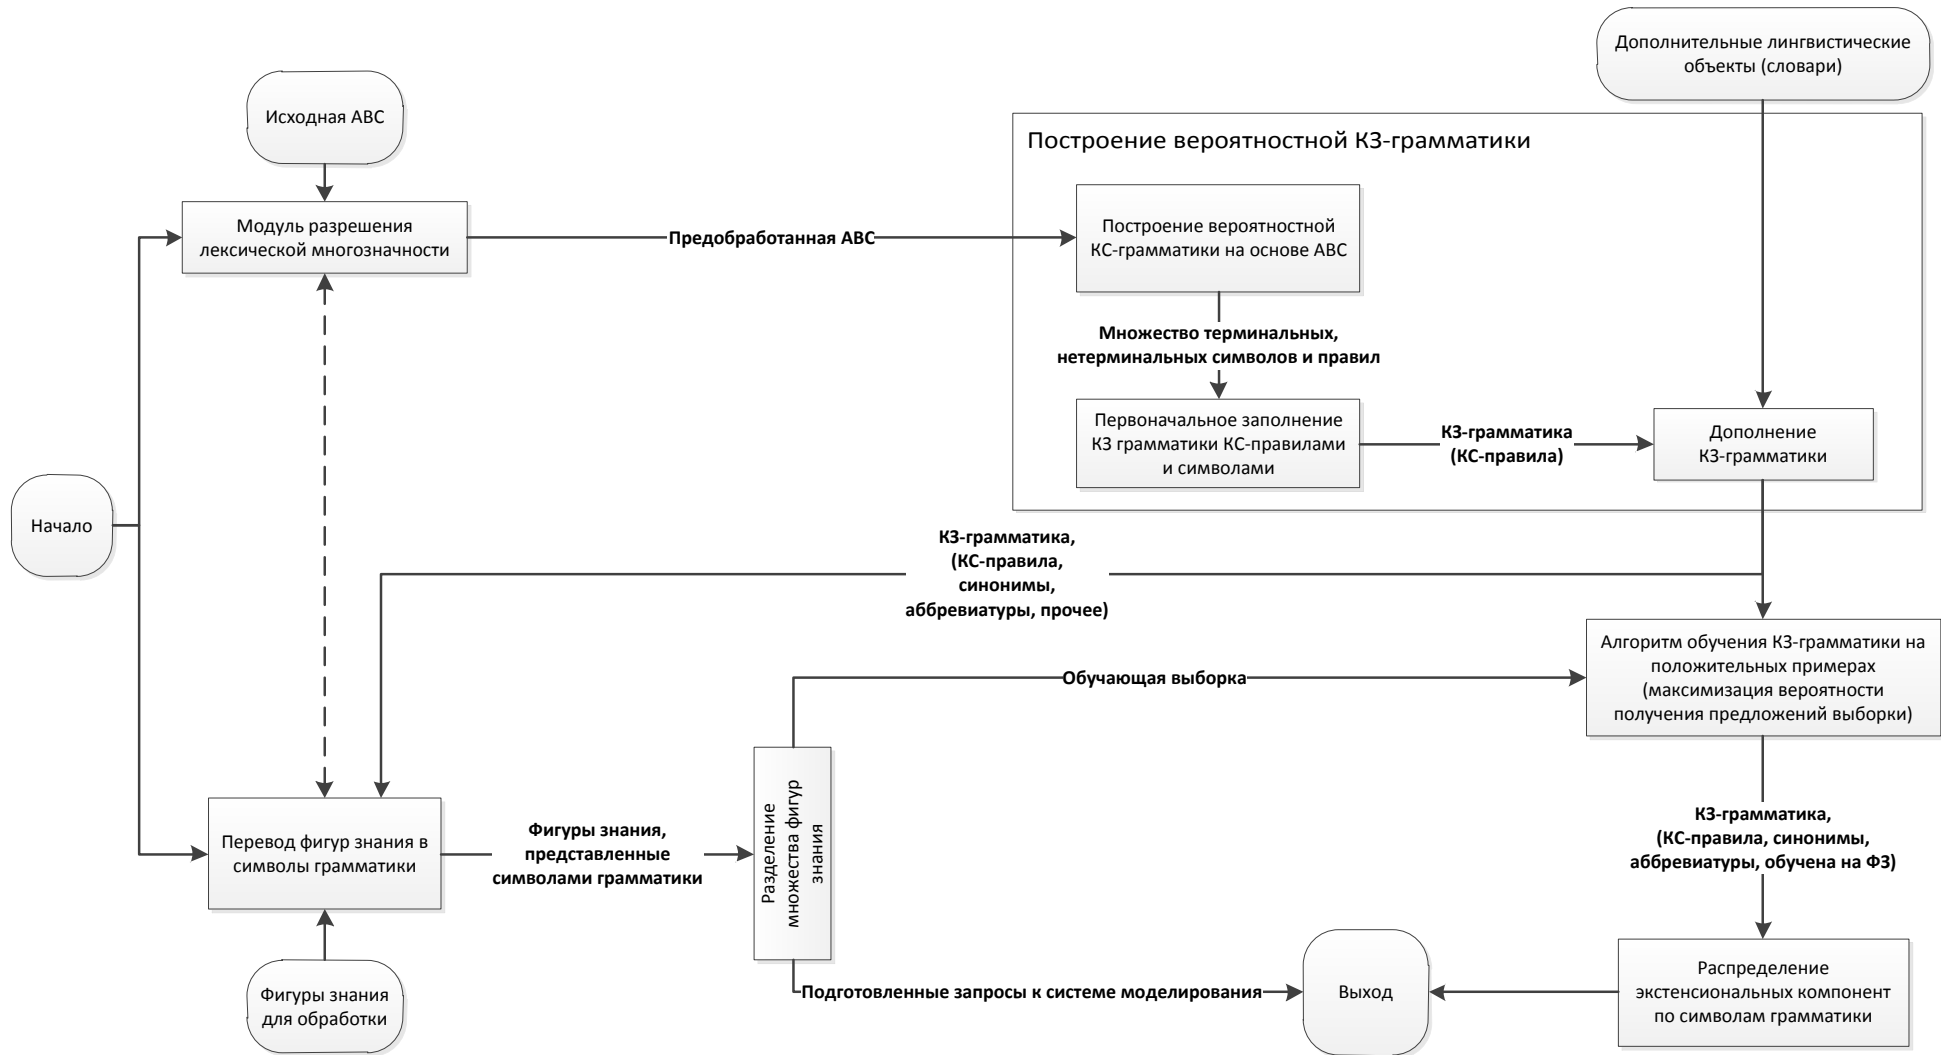 Дополнительные лингвистические
объекты (словари)
Исходная АВС
Построение вероятностной КЗ-грамматики
Модуль разрешения
лексической многозначности
Предобработанная АВС
Построение вероятностной
КС-грамматики на основе АВС
Множество терминальных,
нетерминальных символов и правил
Первоначальное заполнение
КЗ грамматики КС-правилами
и символами
КЗ-грамматика
(КС-правила)
Дополнение
КЗ-грамматики
Начало
КЗ-грамматика,
(КС-правила,
синонимы,
аббревиатуры, прочее)
Алгоритм обучения КЗ-грамматики на
положительных примерах
(максимизация вероятности
получения предложений выборки)
Обучающая выборка
Перевод фигур знания в
символы грамматики
Фигуры знания,
представленные
символами грамматики
Разделение
множества фигур
знания
КЗ-грамматика,
(КС-правила, синонимы,
аббревиатуры, обучена на ФЗ)
Фигуры знания
для обработки
Подготовленные запросы к системе моделирования
Выход
Распределение
экстенсиональных компонент
по символам грамматики